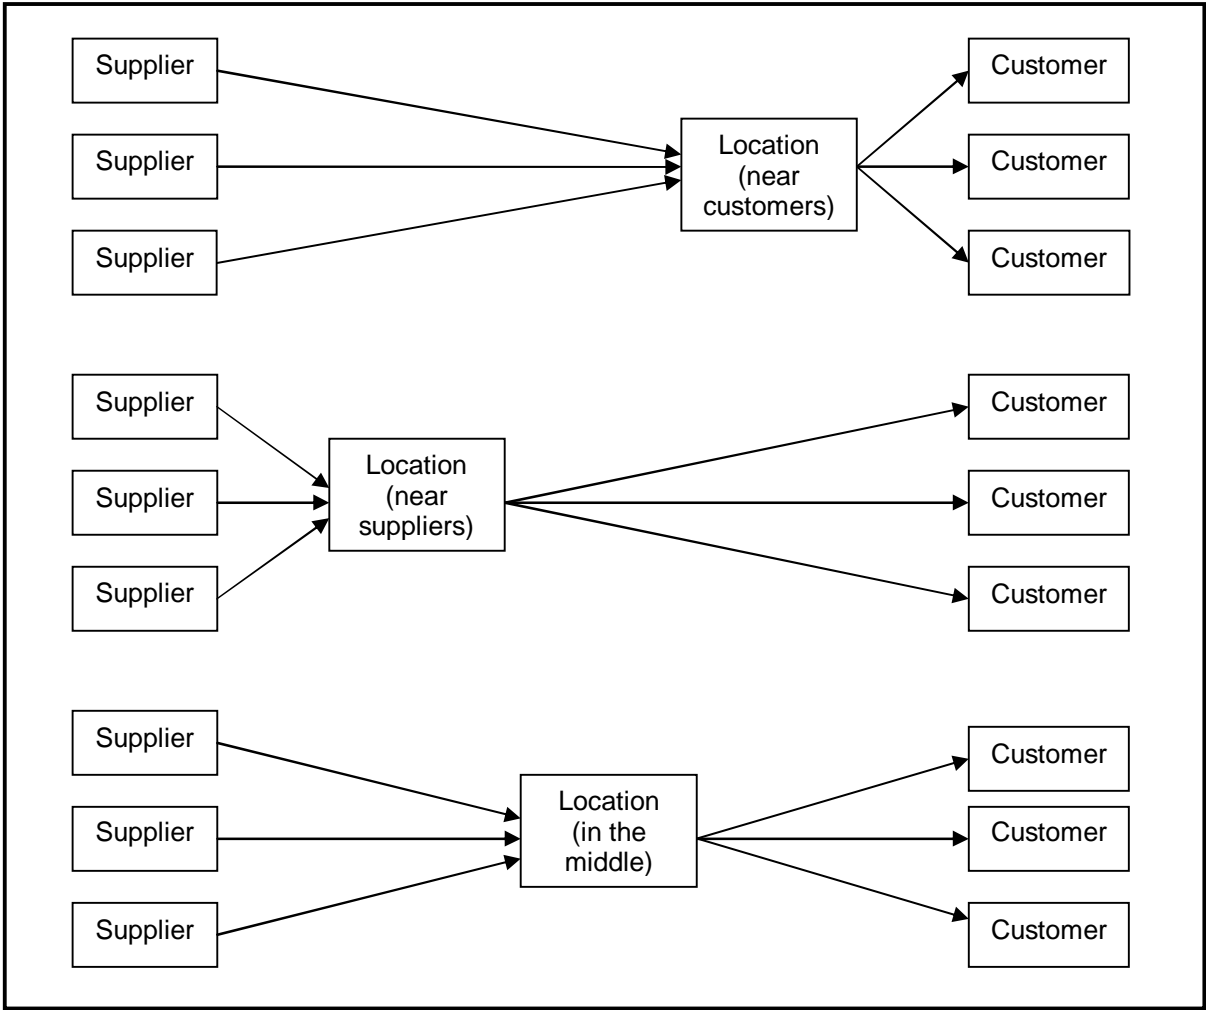 Supplier
Customer
Supplier
Location
(near
customers)
Customer
Supplier
Customer
Supplier
Customer
Supplier
Location
(near
suppliers)
Customer
Supplier
Customer
Supplier
Customer
Supplier
Location
(in the
middle)
Customer
Supplier
Customer